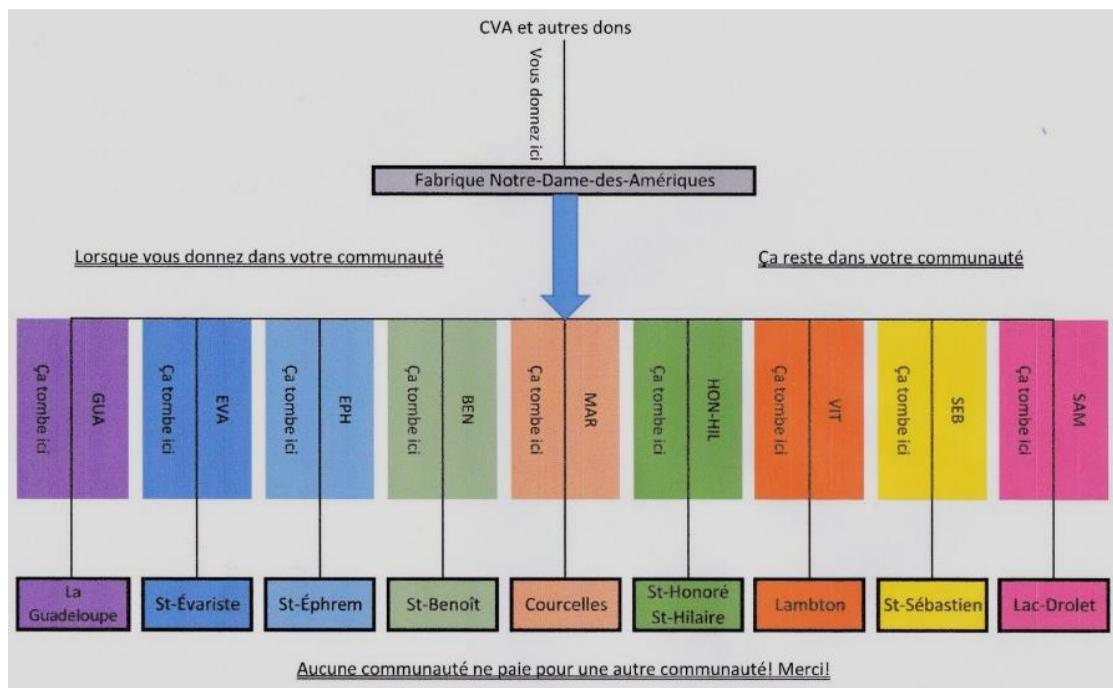 CVA et autres dons
Vous donnez ici
Fabrique Notre-Dame-des-Amériques
Lorsque vous donnez dans votre communauté
Ça reste dans votre communauté
Ça tombe ici
GUA
Ça tombe ici
EVA
Ça tombe ici
EPH
Ça tombe ici
BEN
Ça tombe ici
MAR
Ça tombe ici
HON-HIL
Ça tombe ici
VIT
Ça tombe ici
SEB
Ça tombe ici
SAM
La
Guadeloupe
St-Évariste
St-Éphrem
St-Benoît
Courcelles
St-Honoré
St-Hilaire
Lambton
St-Sébastien
Lac-Drolet
Aucune communauté ne paie pour une autre communauté! Merci!